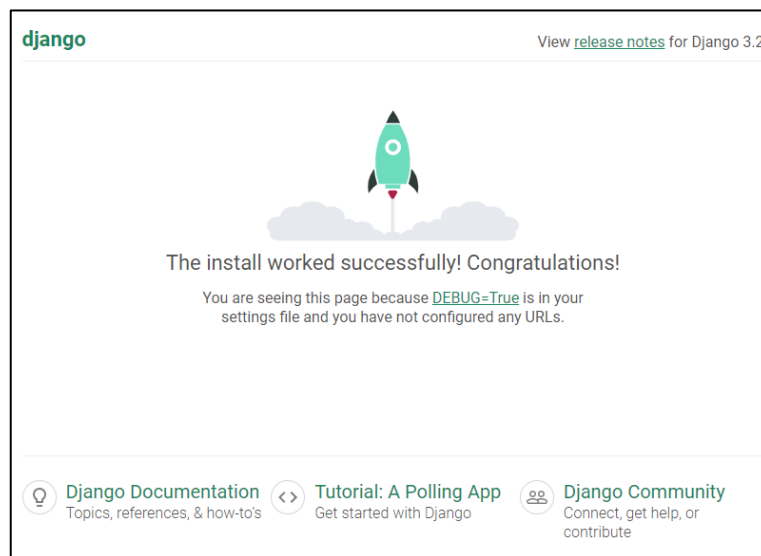 django
View release notes for Django 3.2
The install worked successfully! Congratulations!
You are seeing this page because DEBUG=True is in your
settings file and you have not configured any URLs.
Django Documentation
Topics, references, & how-to's
Tutorial: A Polling App
Get started with Django
Django Community
Connect, get help, or
contribute